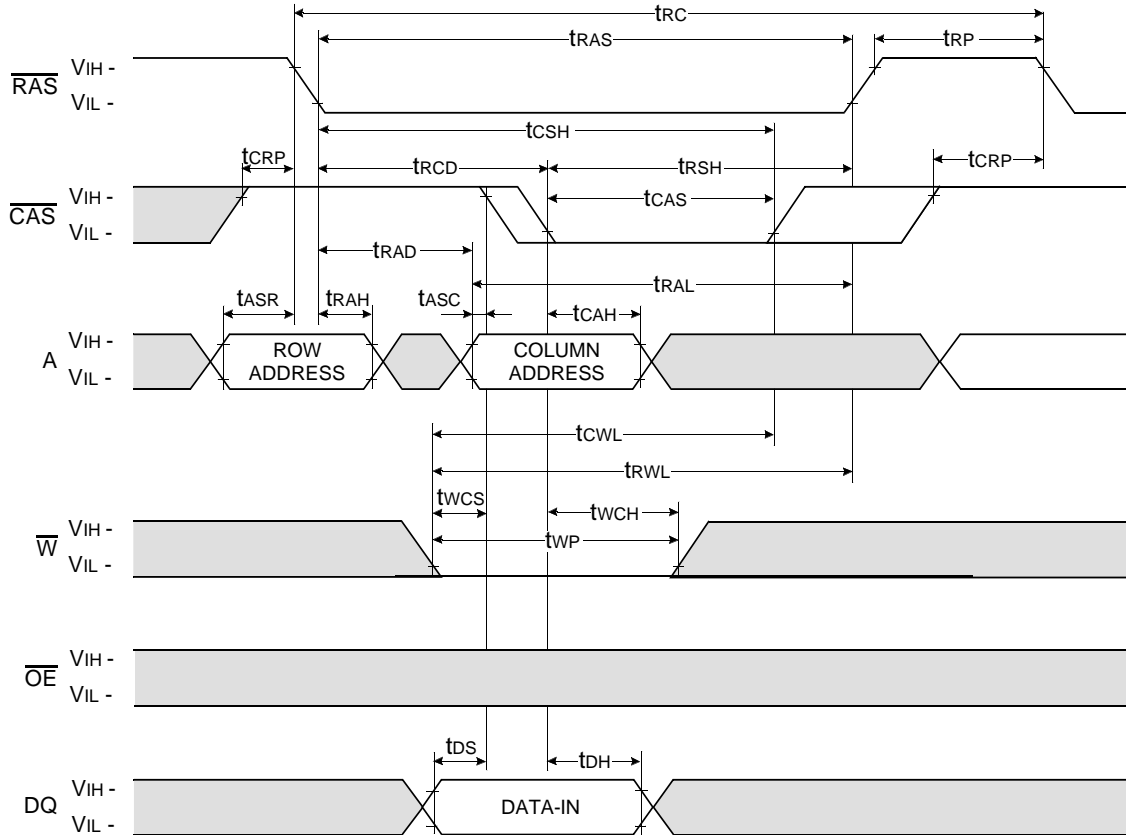 tRC
tRAS
tRP
RAS
VIH -
VIL -
tCSH
tCRP
tRCD
tRSH
tCRP
CAS
VIH -
VIL -
tCAS
tRAD
tRAL
tASR
tRAH
tASC
tCAH
A
VIH -
VIL -
ROW
ADDRESS
COLUMN
ADDRESS
tCWL
tRWL
tWCS
tWCH
W
VIH -
VIL -
tWP
OE
VIH -
VIL -
tDS
tDH
DQ
VIH -
VIL -
DATA-IN